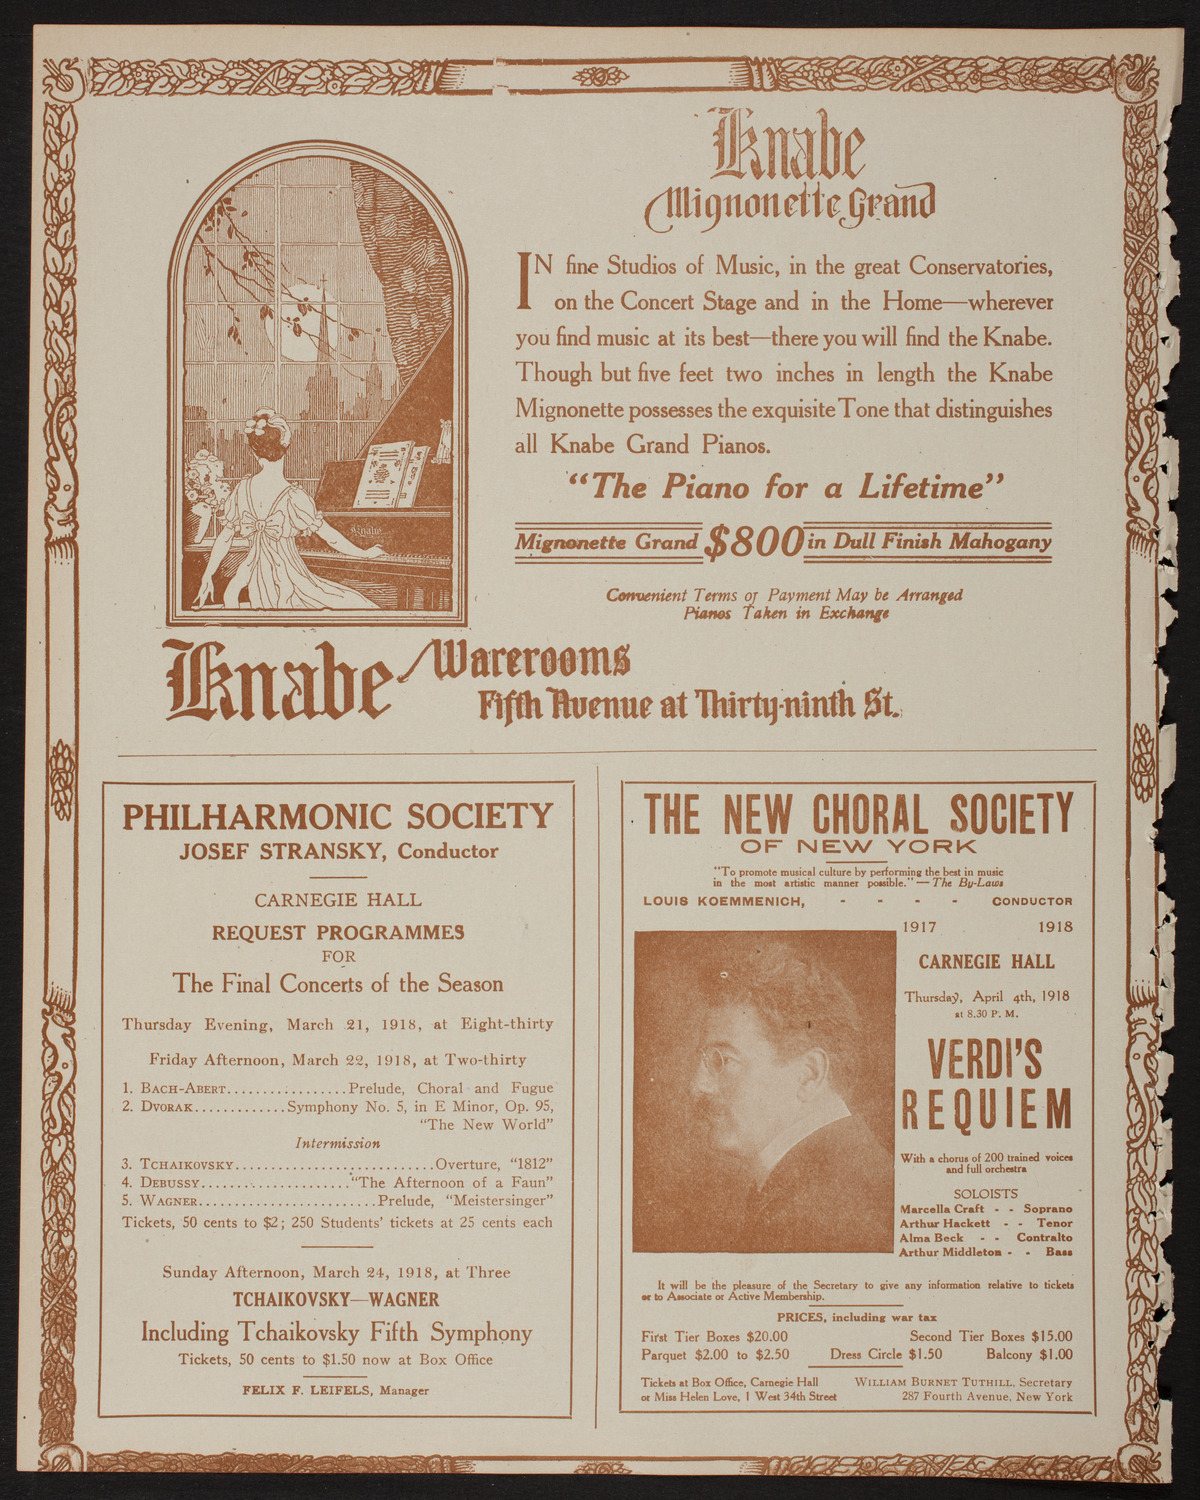 Knabe
Mignonette Grand
IN fine Studios of Music, in the great Conservatories,
on the Concert Stage and in the Home—wherever
you find music at its best—there you will find the Knabe.
Though but five feet two inches in length the Knabe
Mignonette possesses the exquisite Tone that distinguishes
all Knabe Grand Pianos.
"The Piano for a Lifetime"
Mignonette Grand $800 in Dull Finish Mahogany
Convenient Terms of Payment May be Arranged
Pianos Taken in Exchange
Knabe
Knabe Warerooms
Fifth Avenue at Thirty-ninth St.
PHILHARMONIC SOCIETY
JOSEF STRANSKY, Conductor
CARNEGIE HALL
REQUEST PROGRAMMES
FOR
The Final Concerts of the Season
Thursday Evening, March 21, 1918, at Eight-thirty
Friday Afternoon, March 22, 1918, at Two-thirty
1. BACH-ABERT................Prelude, Choral and Fugue
2. DVORAK.............Symphony No. 5, in E Minor, Op. 95,
"The New World"
Intermission
3. TCHAIKOVSKY...........................Overture, "1812"
4. DEBUSSY...................."The Afternoon of a Faun"
5. WAGNER........................Prelude, "Meistersinger"
Tickets, 50 cents to $2; 250 Students' tickets at 25 cents each
Sunday Afternoon, March 24, 1918, at Three
TCHAIKOVSKY—WAGNER
Including Tchaikovsky Fifth Symphony
Tickets, 50 cents to $1.50 now at Box Office
FELIX F. LEIFELS, Manager
THE NEW CHORAL SOCIETY
OF NEW YORK
"To promote musical culture by performing the best in music
in the most artistic manner possible."—The By-Laws
LOUIS KOEMMENICH, - - - - CONDUCTOR
1917 1918
CARNEGIE HALL
Thursday, April 4th, 1918
at 8.30 P. M.
VERDI'S
REQUIEM
With a chorus of 200 trained voices
and full orchestra
SOLOISTS
Marcella Craft - - Soprano
Arthur Hackett - - Tenor
Alma Beck - - Contralto
Arthur Middleton - - Bass
It will be the pleasure of the Secretary to give any information relative to tickets
or to Associate or Active Membership.
PRICES, including war tax
First Tier Boxes $20.00 Second Tier Boxes $15.00
Parquet $2.00 to $2.50 Dress Circle $1.50 Balcony $1.00
Tickets at Box Office, Carnegie Hall
or Miss Helen Love, 1 West 34th Street
WILLIAM BURNET TUTHILL, Secretary
287 Fourth Avenue, New York